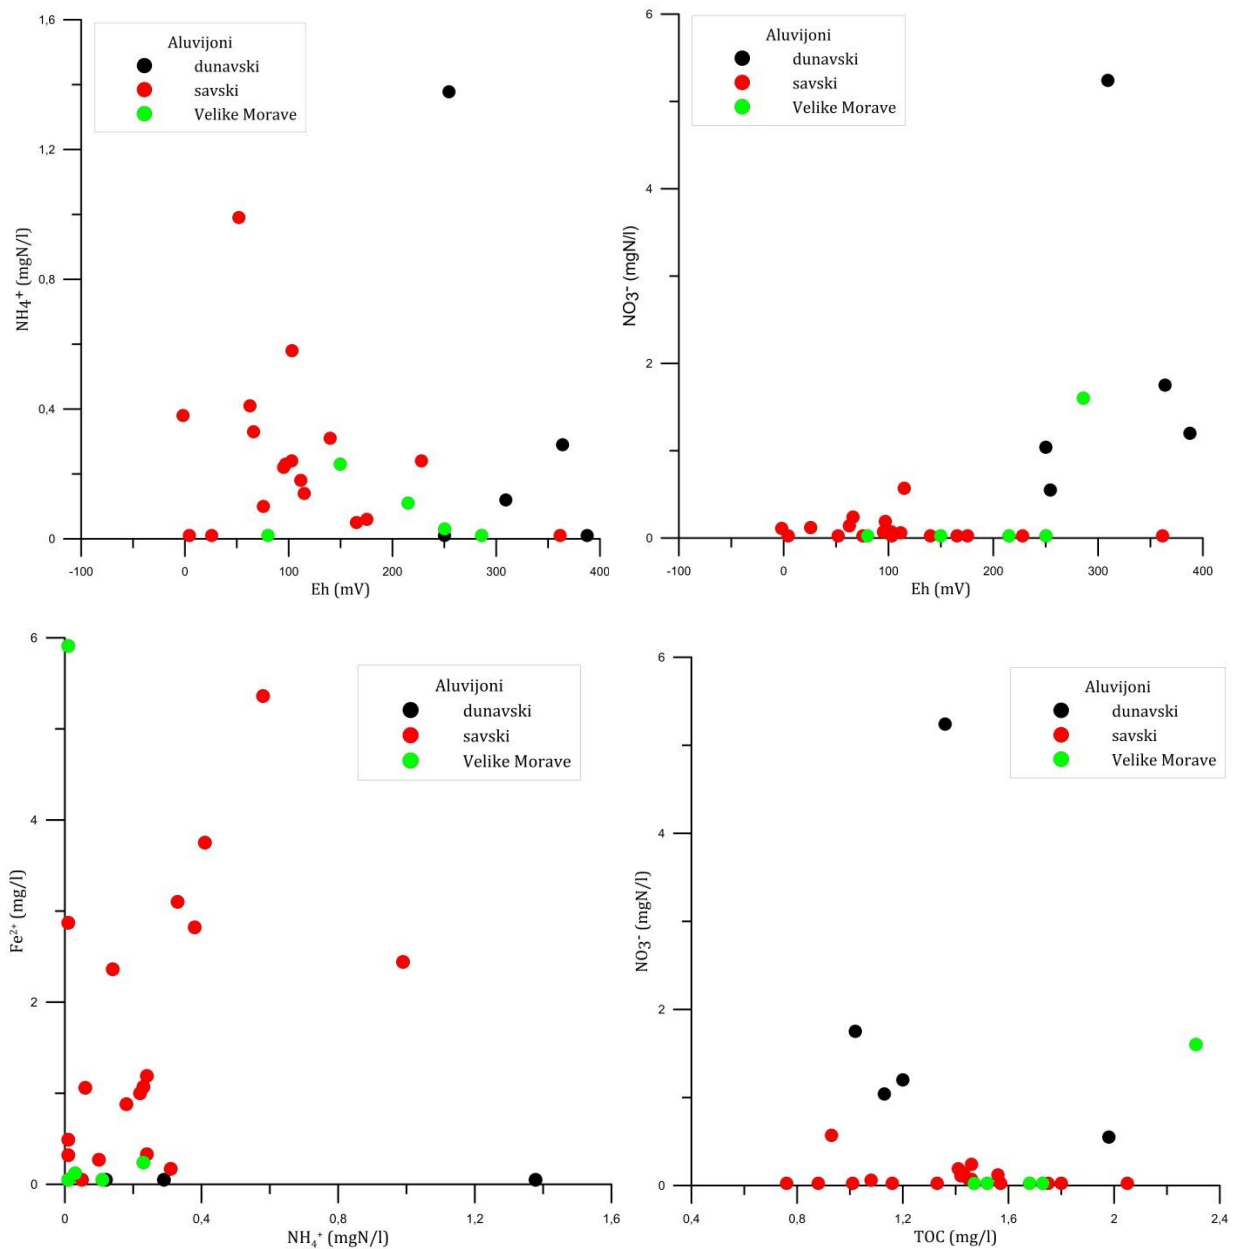 1,6
1,2
0,8
0,4
0
NH4+ (mgN/l)
Aluvijoni
dunavski
savski
Velike Morave
-100
0
100
200
300
400
Eh (mV)
6
4
2
0
NO3- (mgN/l)
Aluvijoni
dunavski
savski
Velike Morave
-100
0
100
200
300
400
Eh (mV)
6
4
2
0
Fe²⁺ (mg/l)
Aluvijoni
dunavski
savski
Velike Morave
0
0,4
0,8
1,2
1,6
NH₄⁺ (mgN/l)
6
4
2
0
NO3- (mgN/l)
Aluvijoni
dunavski
savski
Velike Morave
0,4
0,8
1,2
1,6
2
2,4
TOC (mg/l)